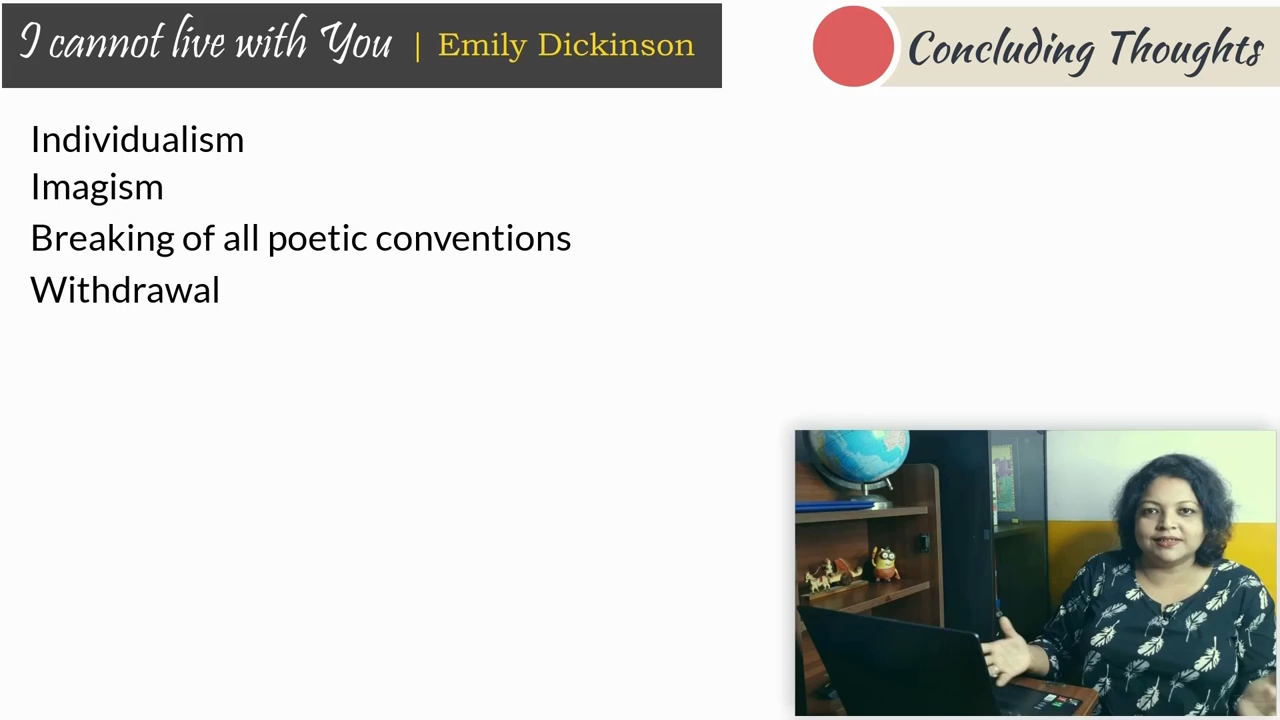 I cannot live with You | Emily Dickinson
Concluding Thoughts
Individualism
Imagism
Breaking of all poetic conventions
Withdrawal